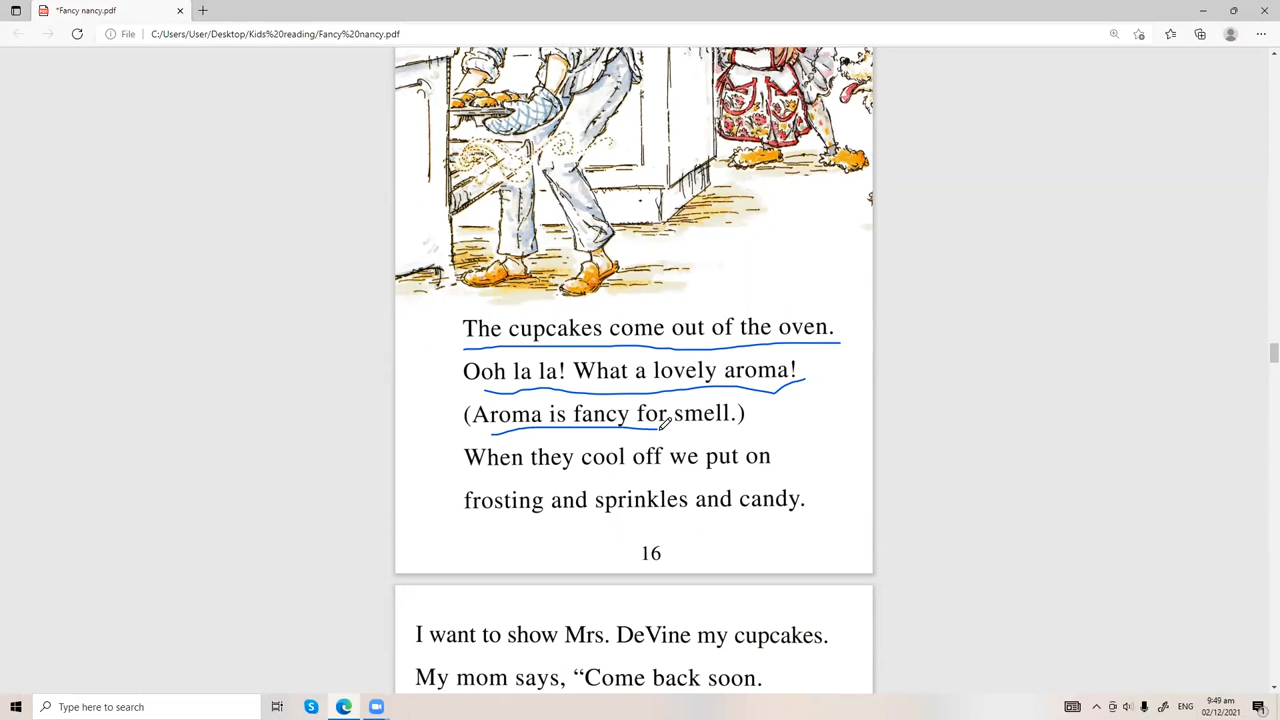 *Fancy nancy.pdf
File
C:/Users/User/Desktop/Kids%20reading/Fancy%20nancy.pdf
The cupcakes come out of the oven.
Ooh la la! What a lovely aroma!
(Aroma is fancy for smell.)
When they cool off we put on
frosting and sprinkles and candy.
16
I want to show Mrs. DeVine my cupcakes.
My mom says, “Come back soon.
Type here to search
ENG
9:49 am
02/12/2021